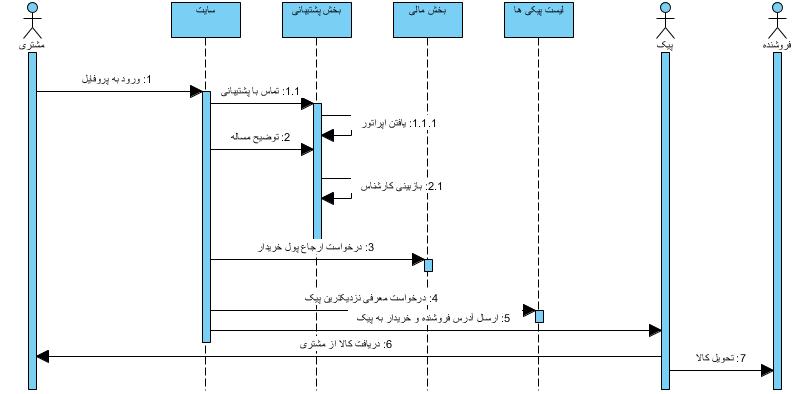 سایت
بخش پشتیبانی
بخش مالی
لیست پیکی ها
مشتری
پیک
فروشنده
1: ورود به پروفایل
1.1: تماس با پشتیبانی
1.1.1: یافتن اپراتور
2: توضیح مساله
2.1: بازبینی کارشناس
3: درخواست ارجاع پول خریدار
4: درخواست معرفی نزدیکترین پیک
5: ارسال آدرس فروشنده و خریدار به پیک
6: دریافت کالا از مشتری
7: تحویل کالا